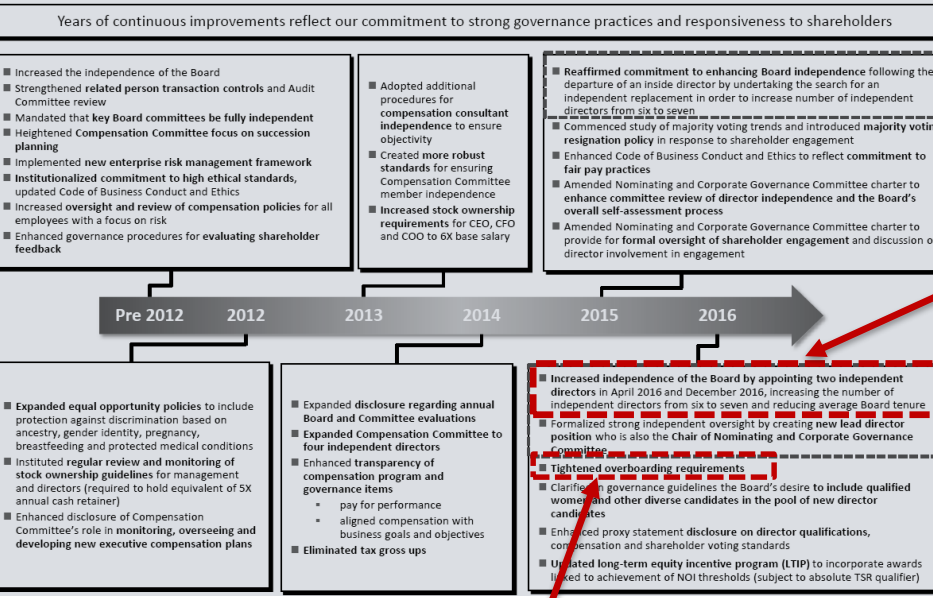 Years of continuous improvements reflect our commitment to strong governance practices and responsiveness to shareholders
■ Increased the independence of the Board
■ Strengthened related person transaction controls and Audit
Committee review
■ Mandated that key Board committees be fully independent
■ Heightened Compensation Committee focus on succession
planning
■ Implemented new enterprise risk management framework
■ Institutionalized commitment to high ethical standards,
updated Code of Business Conduct and Ethics
■ Increased oversight and review of compensation policies for all
employees with a focus on risk
■ Enhanced governance procedures for evaluating shareholder
feedback
■ Adopted additional
procedures for
compensation consultant
independence to ensure
objectivity
■ Created more robust
standards for ensuring
Compensation Committee
member independence
■ Increased stock ownership
requirements for CEO, CFO
and COO to 6X base salary
■ Reaffirmed commitment to enhancing Board independence following the
departure of an inside director by undertaking the search for an
independent replacement in order to increase number of independent
directors from six to seven
■ Commenced study of majority voting trends and introduced majority votin
resignation policy in response to shareholder engagement
■ Enhanced Code of Business Conduct and Ethics to reflect commitment to
fair pay practices
■ Amended Nominating and Corporate Governance Committee charter to
enhance committee review of director independence and the Board's
overall self-assessment process
■ Amended Nominating and Corporate Governance Committee charter to
provide for formal oversight of shareholder engagement and discussion o
director involvement in engagement
Pre 2012 2012 2013 2014 2015 2016
■ Expanded equal opportunity policies to include
protection against discrimination based on
ancestry, gender identity, pregnancy,
breastfeeding and protected medical conditions
■ Instituted regular review and monitoring of
stock ownership guidelines for management
and directors (required to hold equivalent of 5X
annual cash retainer)
■ Enhanced disclosure of Compensation
Committee's role in monitoring, overseeing and
developing new executive compensation plans
■ Expanded disclosure regarding annual
Board and Committee evaluations
■ Expanded Compensation Committee to
four independent directors
■ Enhanced transparency of
compensation program and
governance items
▪ pay for performance
▪ aligned compensation with
business goals and objectives
■ Eliminated tax gross ups
■ Increased independence of the Board by appointing two independent
directors in April 2016 and December 2016, increasing the number of
independent directors from six to seven and reducing average Board tenure
■ Formalized strong independent oversight by creating new lead director
position who is also the Chair of Nominating and Corporate Governance
Committee
■ Tightened overboarding requirements
■ Clarified in governance guidelines the Board's desire to include qualified
women and other diverse candidates in the pool of new director
candidates
■ Enhanced proxy statement disclosure on director qualifications,
compensation and shareholder voting standards
■ Updated long-term equity incentive program (LTIP) to incorporate awards
linked to achievement of NOI thresholds (subject to absolute TSR qualifier)